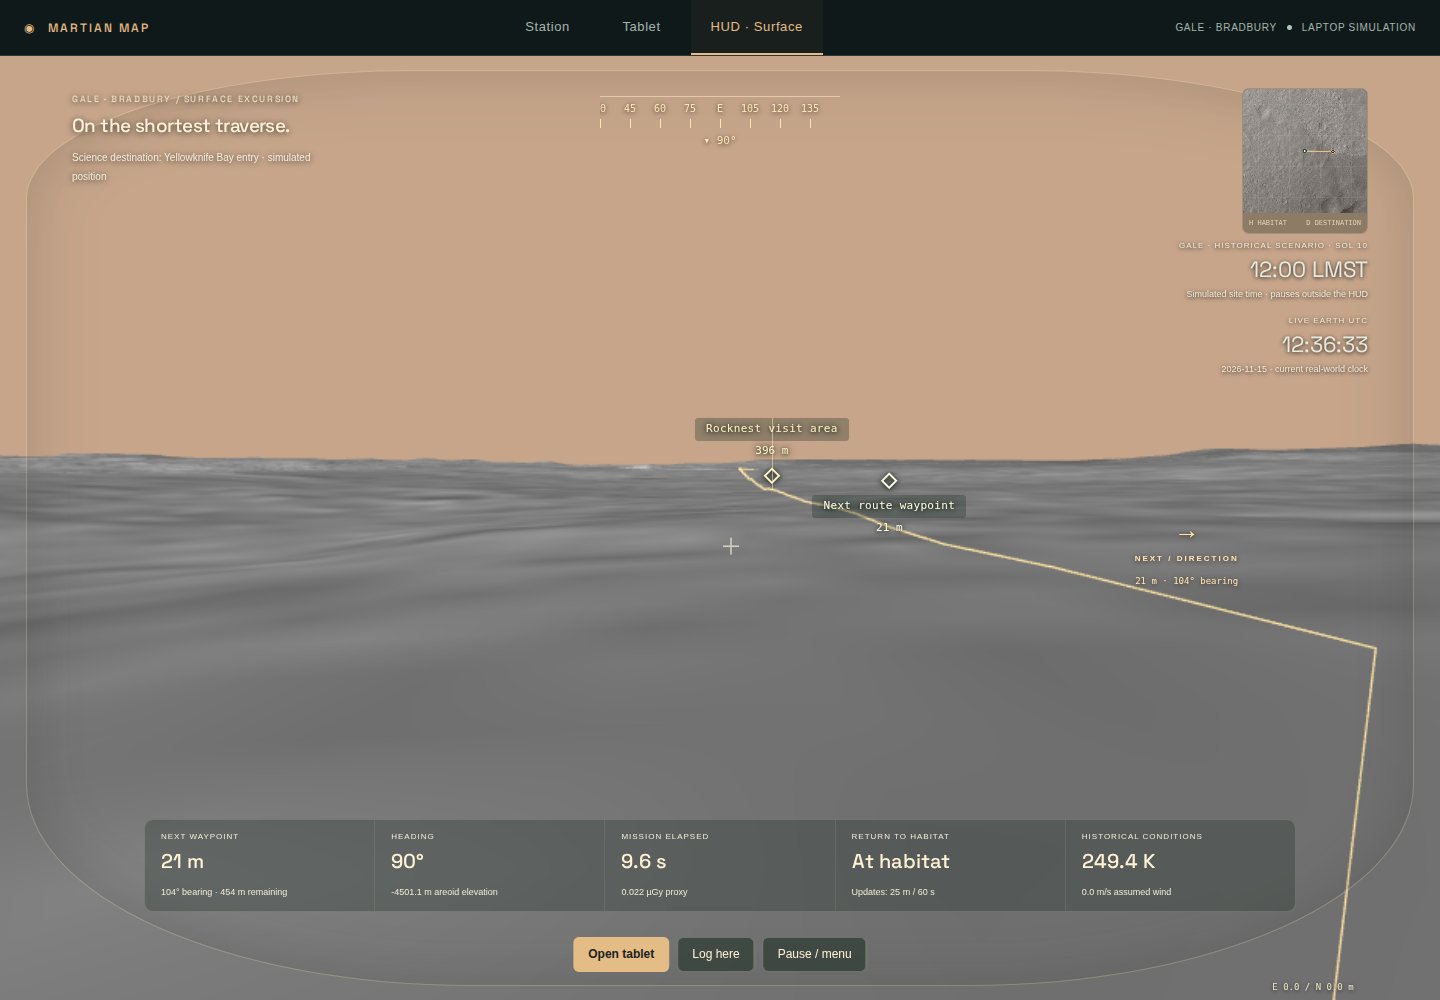 MARTIAN MAP
Station
Tablet
HUD · Surface
GALE · BRADBURY
LAPTOP SIMULATION
GALE · BRADBURY / SURFACE EXCURSION
On the shortest traverse.
Science destination: Yellowknife Bay entry · simulated
position
0 45 60 75 E 105 120 135
▾ 90°
H HABITAT D DESTINATION
GALE · HISTORICAL SCENARIO · SOL 10
12:00 LMST
Simulated site time · pauses outside the HUD
LIVE EARTH UTC
12:36:33
2026-11-15 · current real-world clock
Rocknest visit area
396 m
Next route waypoint
21 m
→
NEXT / DIRECTION
21 m · 104° bearing
NEXT WAYPOINT
21 m
104° bearing · 454 m remaining
HEADING
90°
-4501.1 m areoid elevation
MISSION ELAPSED
9.6 s
0.022 µGy proxy
RETURN TO HABITAT
At habitat
Updates: 25 m / 60 s
HISTORICAL CONDITIONS
249.4 K
0.0 m/s assumed wind
Open tablet
Log here
Pause / menu
E 0.0 / N 0.0 m